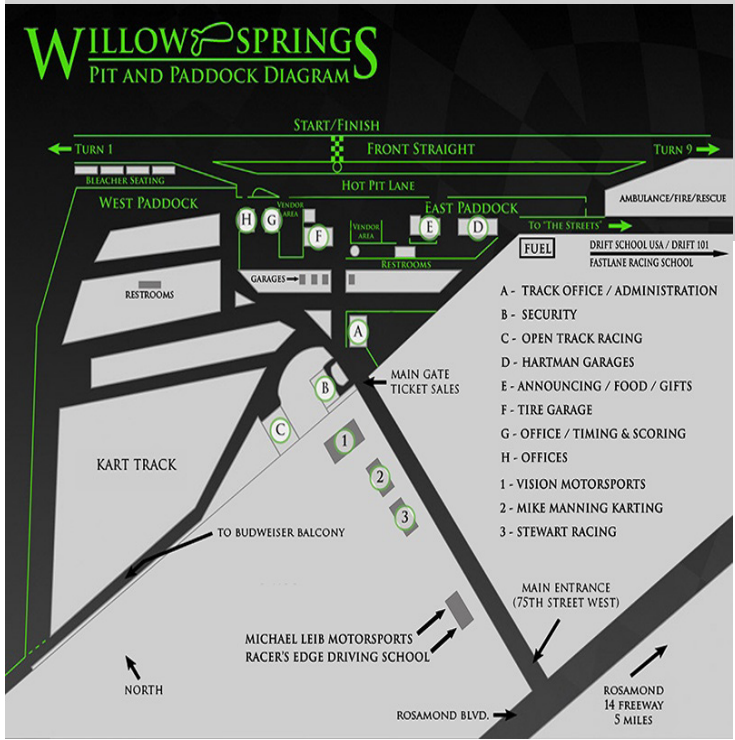 WILLOW SPRINGS
PIT AND PADDOCK DIAGRAM
START/FINISH
TURN 1
FRONT STRAIGHT
TURN 9
BLEACHER SEATING
HOT PIT LANE
AMBULANCE/FIRE/RESCUE
WEST PADDOCK
VENDOR
AREA
EAST PADDOCK
H
G
F
VENDOR
AREA
E
D
TO "THE STREETS"
FUEL
DRIFT SCHOOL USA / DRIFT 101
FASTLANE RACING SCHOOL
RESTROOMS
GARAGES
RESTROOMS
A
MAIN GATE
TICKET SALES
B
C
A - TRACK OFFICE / ADMINISTRATION
B - SECURITY
C - OPEN TRACK RACING
D - HARTMAN GARAGES
E - ANNOUNCING / FOOD / GIFTS
F - TIRE GARAGE
G - OFFICE / TIMING & SCORING
H - OFFICES
1 - VISION MOTORSPORTS
2 - MIKE MANNING KARTING
3 - STEWART RACING
1
2
3
KART TRACK
TO BUDWEISER BALCONY
MAIN ENTRANCE
(75TH STREET WEST)
MICHAEL LEIB MOTORSPORTS
RACER'S EDGE DRIVING SCHOOL
NORTH
ROSAMOND BLVD.
ROSAMOND
14 FREEWAY
5 MILES